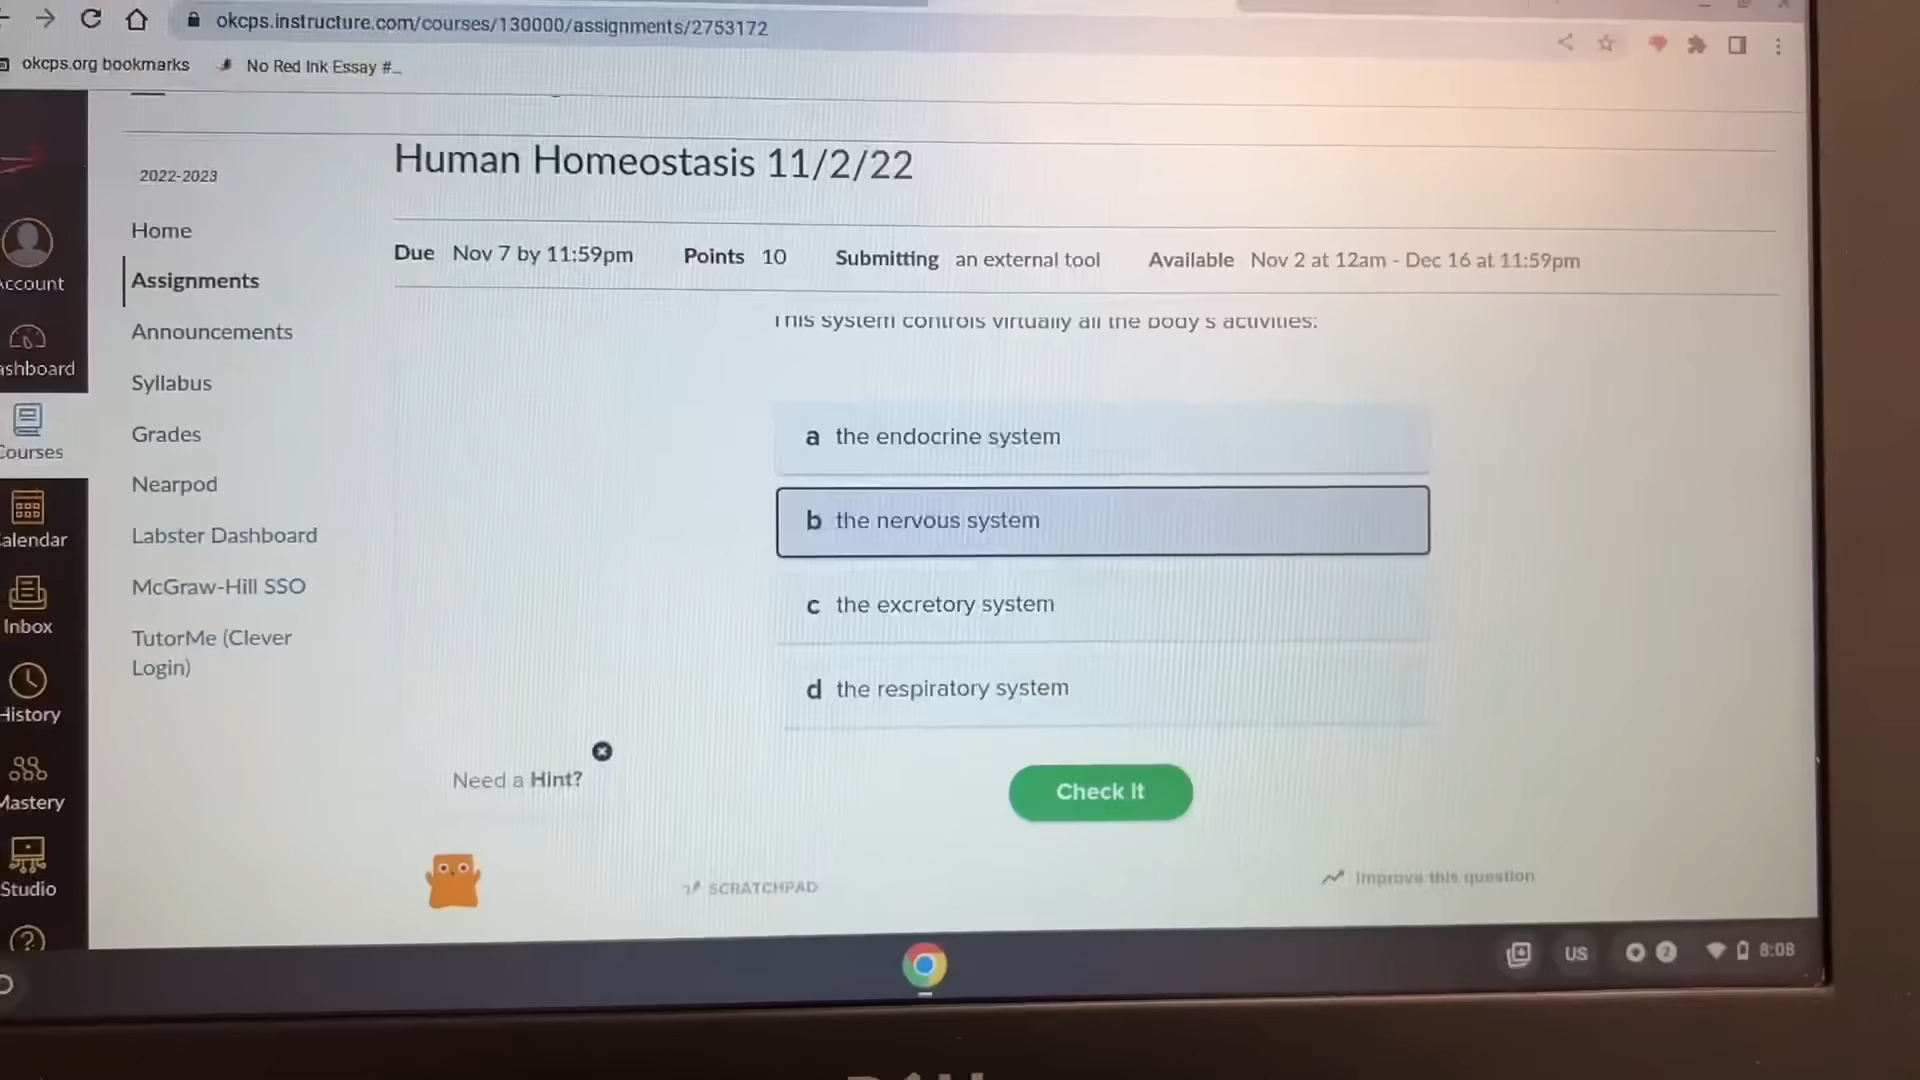 okcps.instructure.com/courses/130000/assignments/2753172
okcps.org bookmarks
No Red Ink Essay #...
Human Homeostasis 11/2/22
2022-2023
Home
Assignments
Announcements
Syllabus
Grades
Nearpod
Labster Dashboard
McGraw-Hill SSO
TutorMe (Clever
Login)
Account
ashboard
Courses
alendar
Inbox
History
Mastery
Studio
Due Nov 7 by 11:59pm Points 10 Submitting an external tool Available Nov 2 at 12am - Dec 16 at 11:59pm
This system controls virtually all the body's activities:
a the endocrine system
b the nervous system
c the excretory system
d the respiratory system
Need a Hint?
Check It
SCRATCHPAD
Improve this question
US
2
8:08